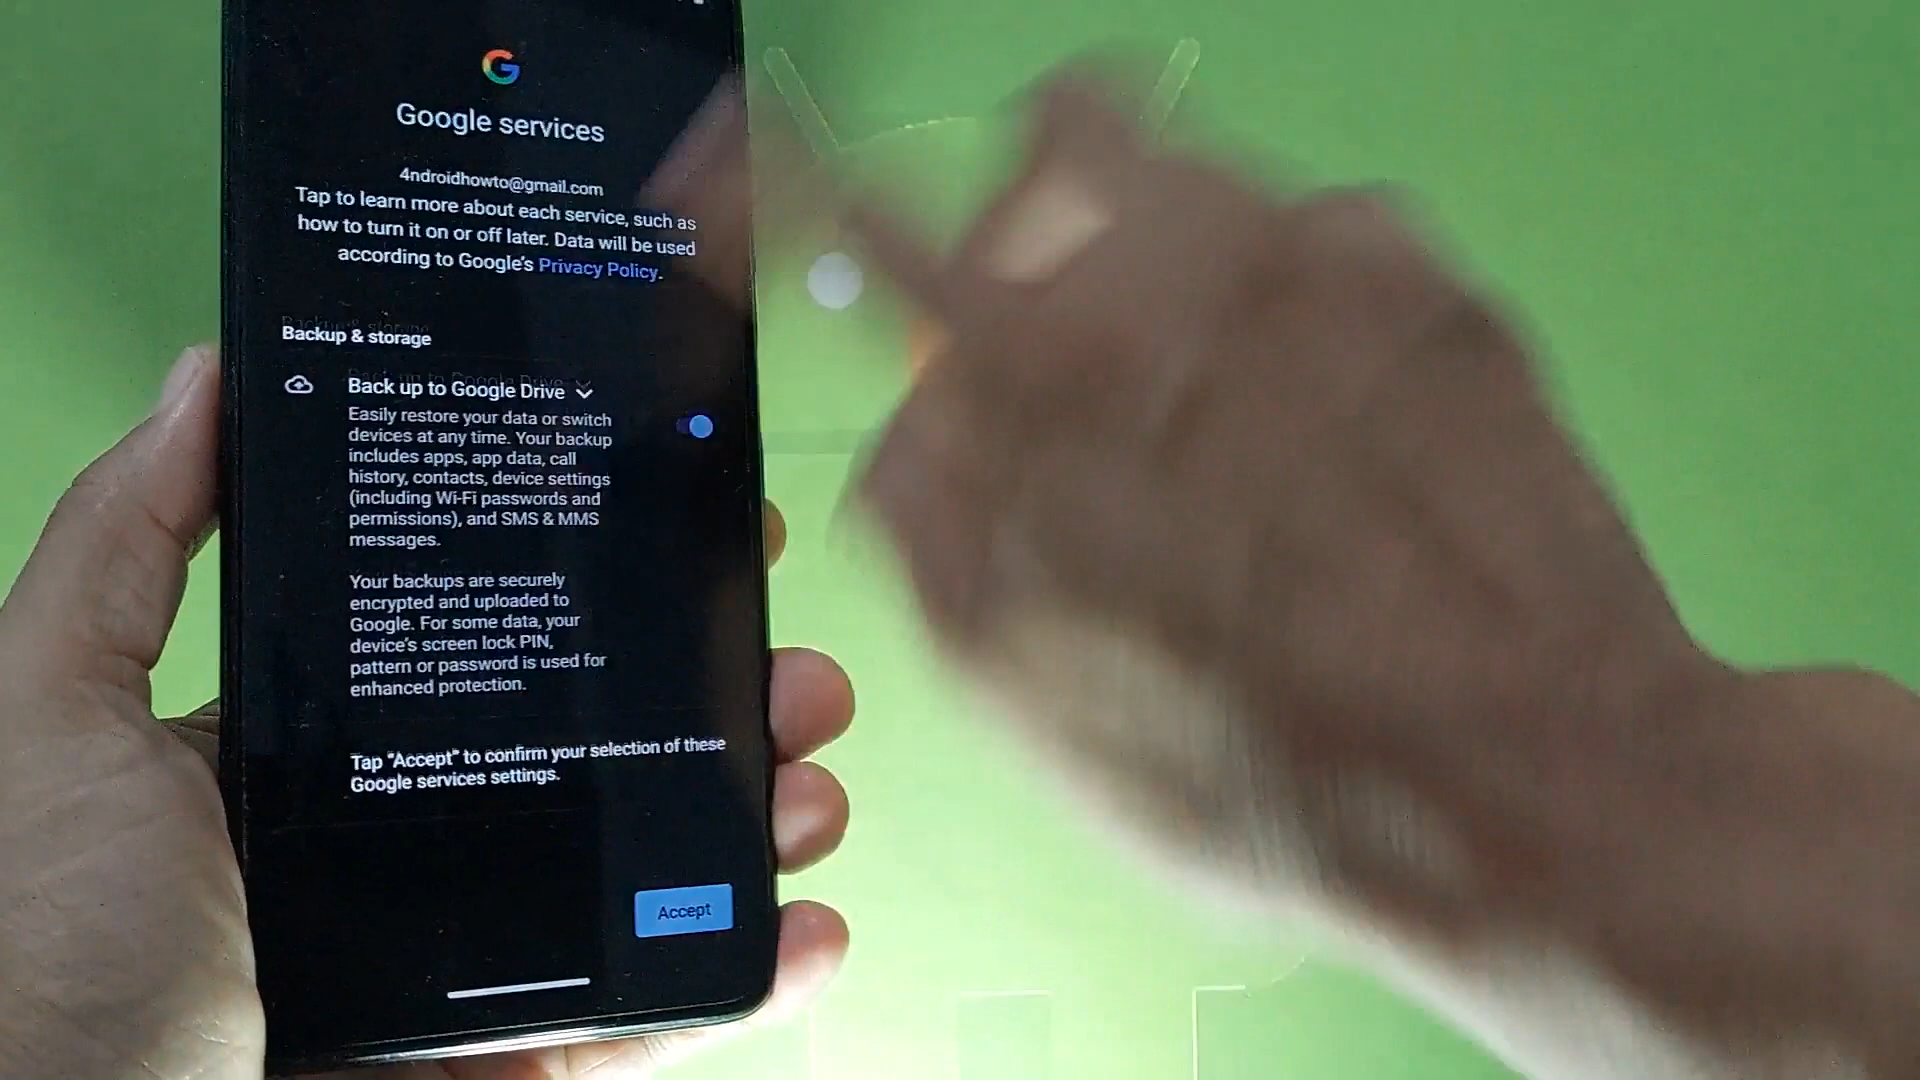 Google services
4ndroidhowto@gmail.com
Tap to learn more about each service, such as
how to turn it on or off later. Data will be used
according to Google's Privacy Policy.
Backup & storage
Back up to Google Drive
Easily restore your data or switch
devices at any time. Your backup
includes apps, app data, call
history, contacts, device settings
(including Wi-Fi passwords and
permissions), and SMS & MMS
messages.
Your backups are securely
encrypted and uploaded to
Google. For some data, your
device's screen lock PIN,
pattern or password is used for
enhanced protection.
Tap "Accept" to confirm your selection of these
Google services settings.
Accept